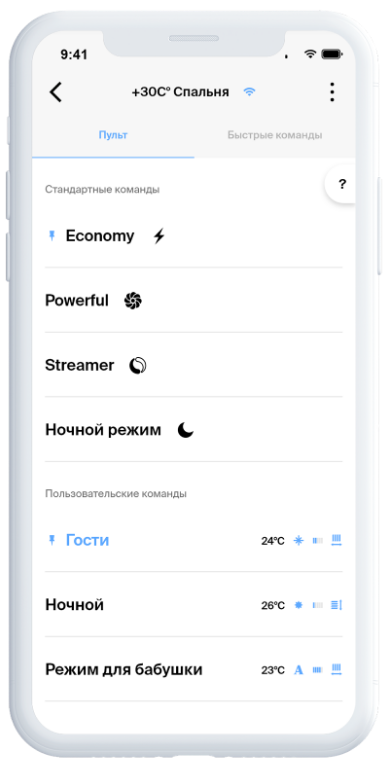 9:41
+30C° Спальня
Пульт Быстрые команды
Стандартные команды
?
Economy
Powerful
Streamer
Ночной режим
Пользовательские команды
Гости 24°C
Ночной 26°C
Режим для бабушки 23°C A